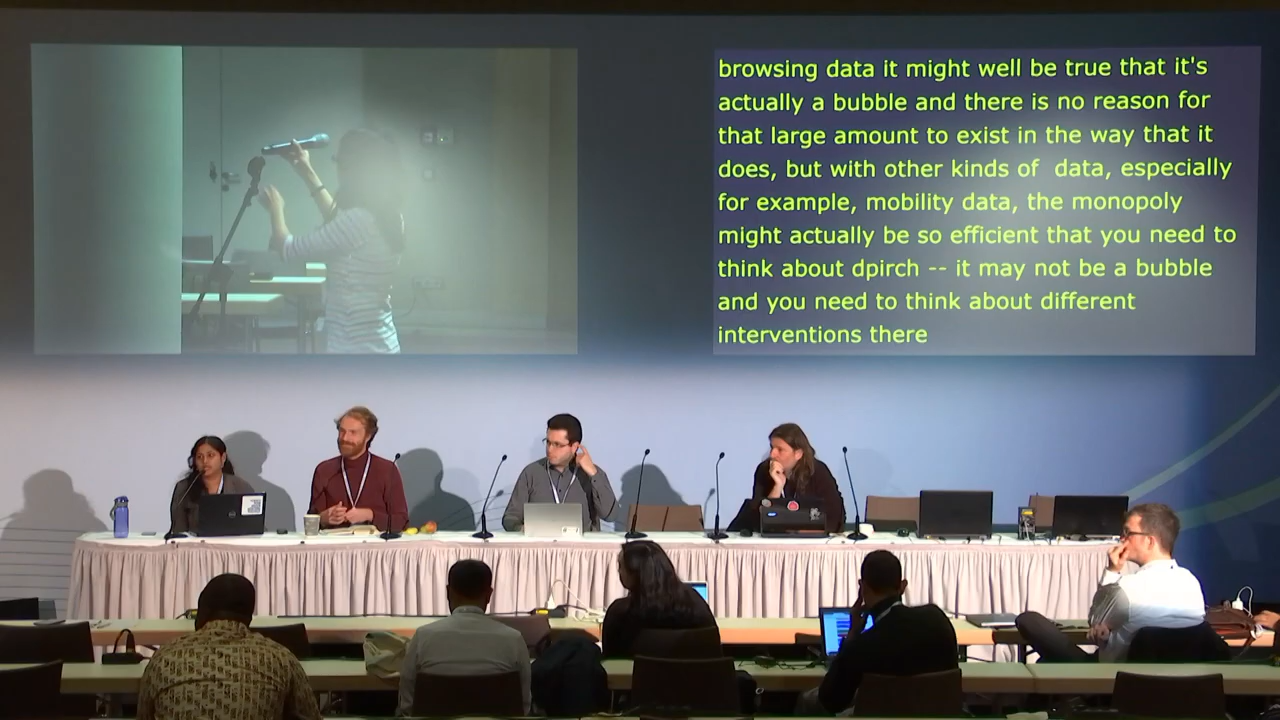 browsing data it might well be true that it's
actually a bubble and there is no reason for
that large amount to exist in the way that it
does, but with other kinds of  data, especially
for example, mobility data, the monopoly
might actually be so efficient that you need to
think about dpirch -- it may not be a bubble
and you need to think about different
interventions there